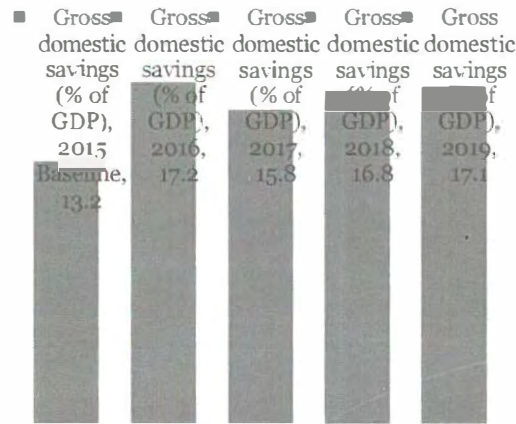 Gross
domestic
savings
(% of
GDP),
2015
Baseline,
13.2
Gross
domestic
savings
(% of
GDP),
2016,
17.2
Gross
domestic
savings
(% of
GDP),
2017,
15.8
Gross
domestic
savings
(% of
GDP),
2018,
16.8
Gross
domestic
savings
of
GDP),
2019,
17.1